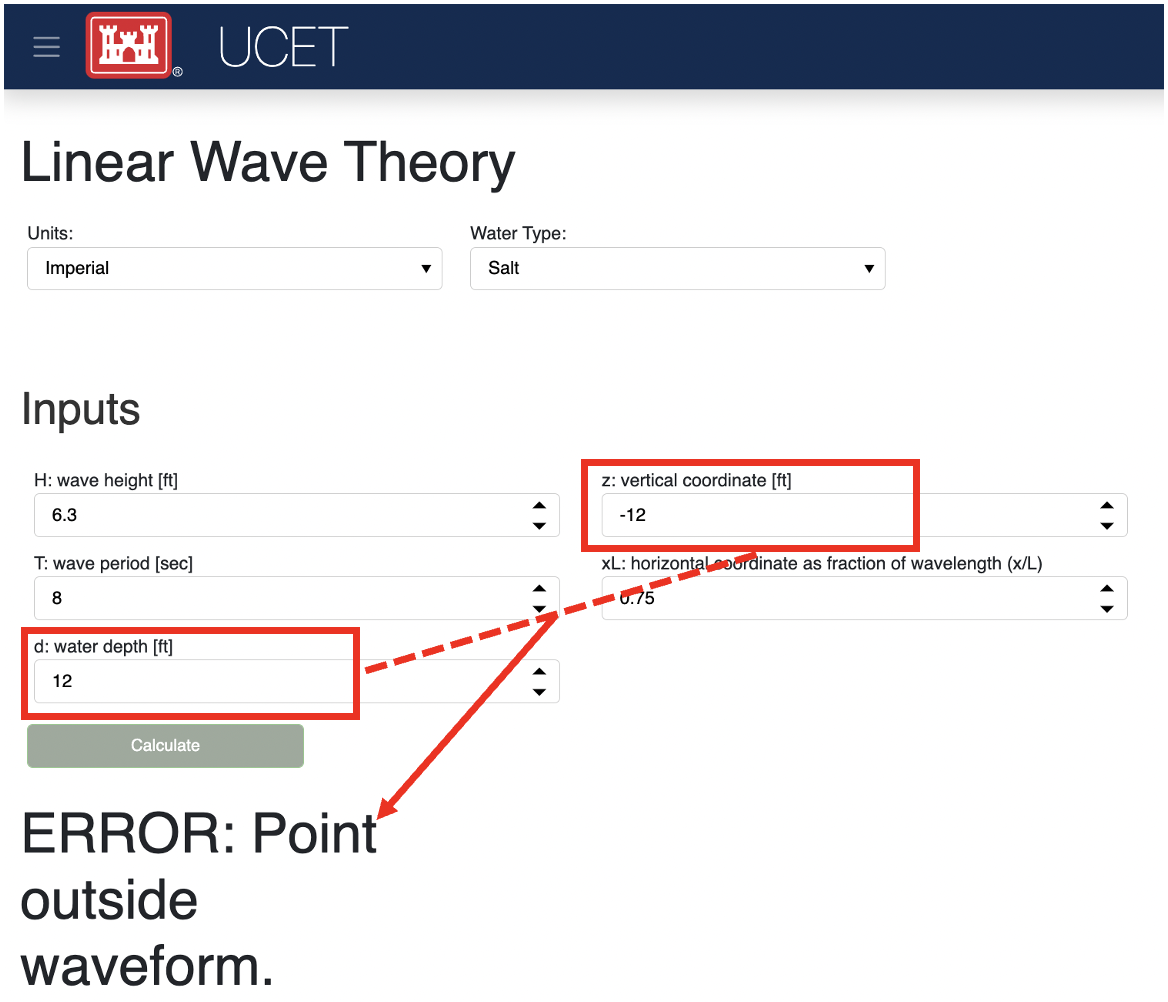 UCET
®
Linear Wave Theory
Units:
Water Type:
Imperial
Salt
Inputs
H: wave height [ft]
z: vertical coordinate [ft]
6.3
-12
T: wave period [sec]
xL: horizontal coordinate as fraction of wavelength (x/L)
8
0.75
d: water depth [ft]
12
Calculate
ERROR: Point
outside
waveform.